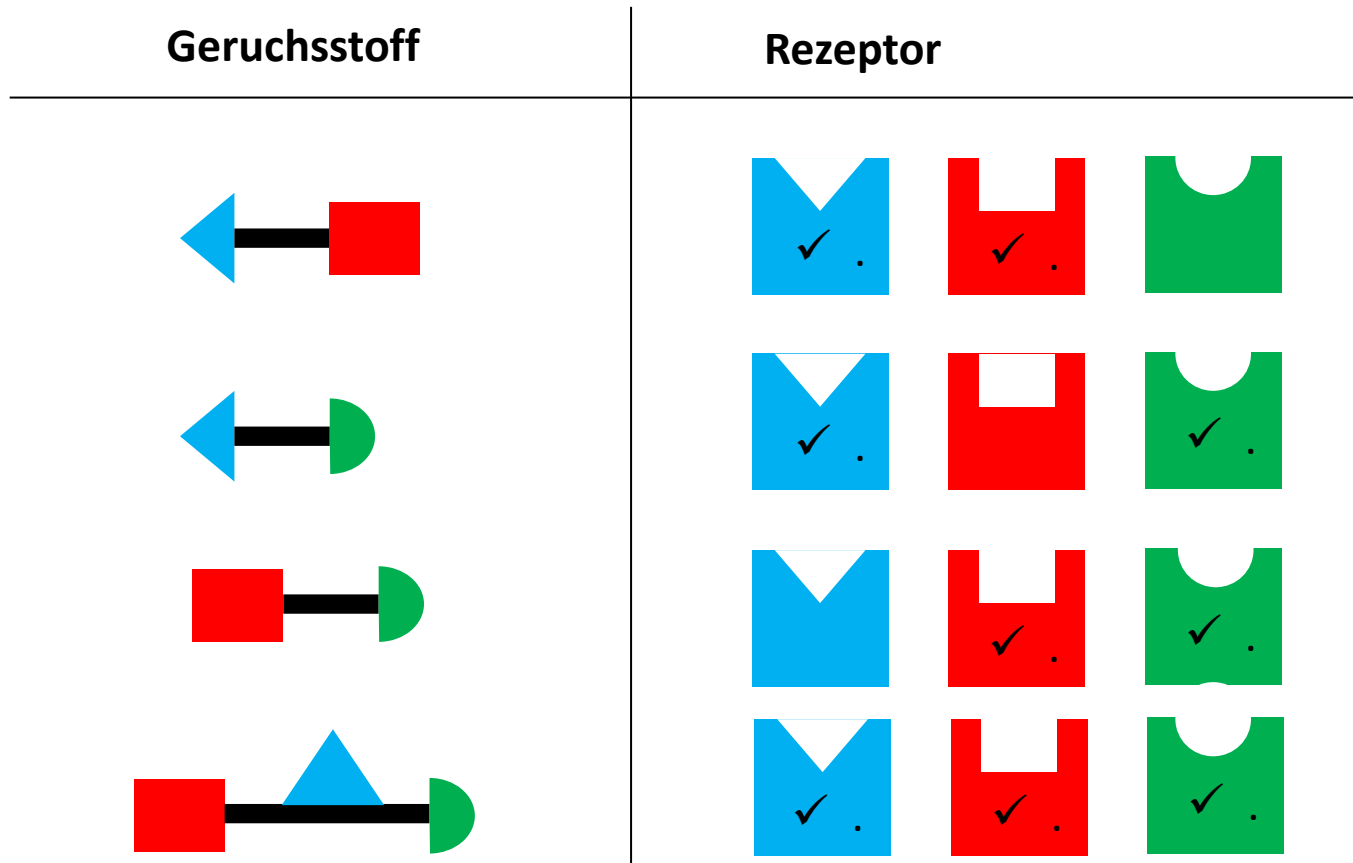 Geruchsstoff
Rezeptor
✓ . ✓ .
✓ . ✓ .
✓ . ✓ .
✓ . ✓ . ✓ .